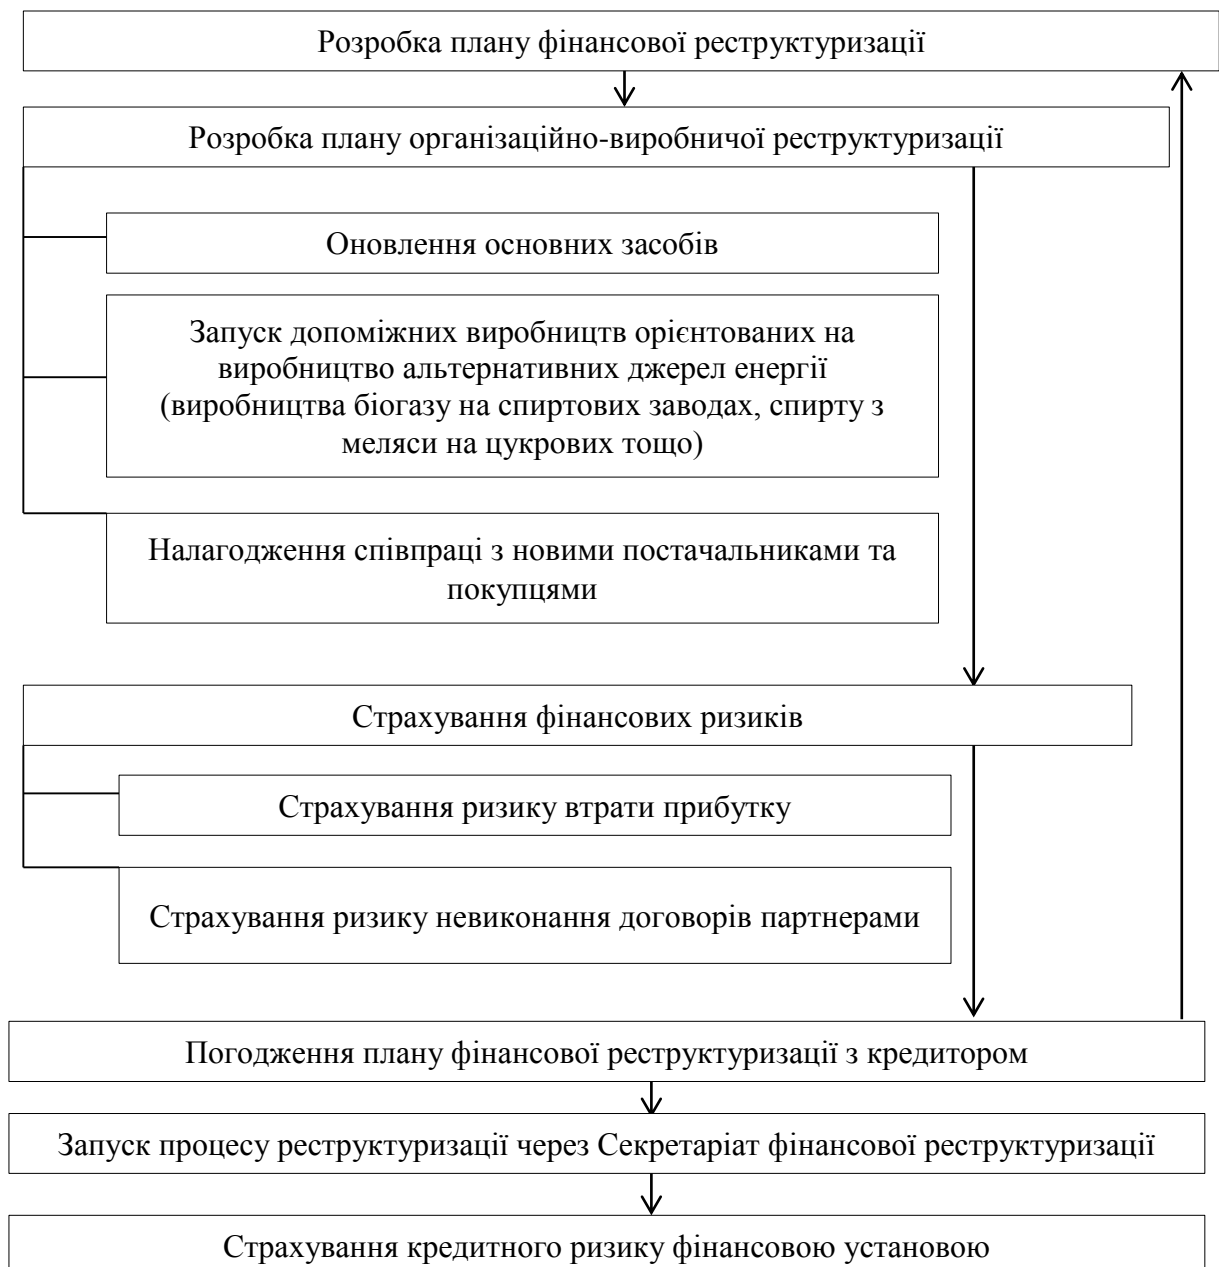 Розробка плану фінансової реструктуризації
Розробка плану організаційно-виробничої реструктуризації
Оновлення основних засобів
Запуск допоміжних виробництв орієнтованих на
виробництво альтернативних джерел енергії
(виробництва біогазу на спиртових заводах, спирту з
меляси на цукрових тощо)
Налагодження співпраці з новими постачальниками та
покупцями
Страхування фінансових ризиків
Страхування ризику втрати прибутку
Страхування ризику невиконання договорів партнерами
Погодження плану фінансової реструктуризації з кредитором
Запуск процесу реструктуризації через Секретаріат фінансової реструктуризації
Страхування кредитного ризику фінансовою установою